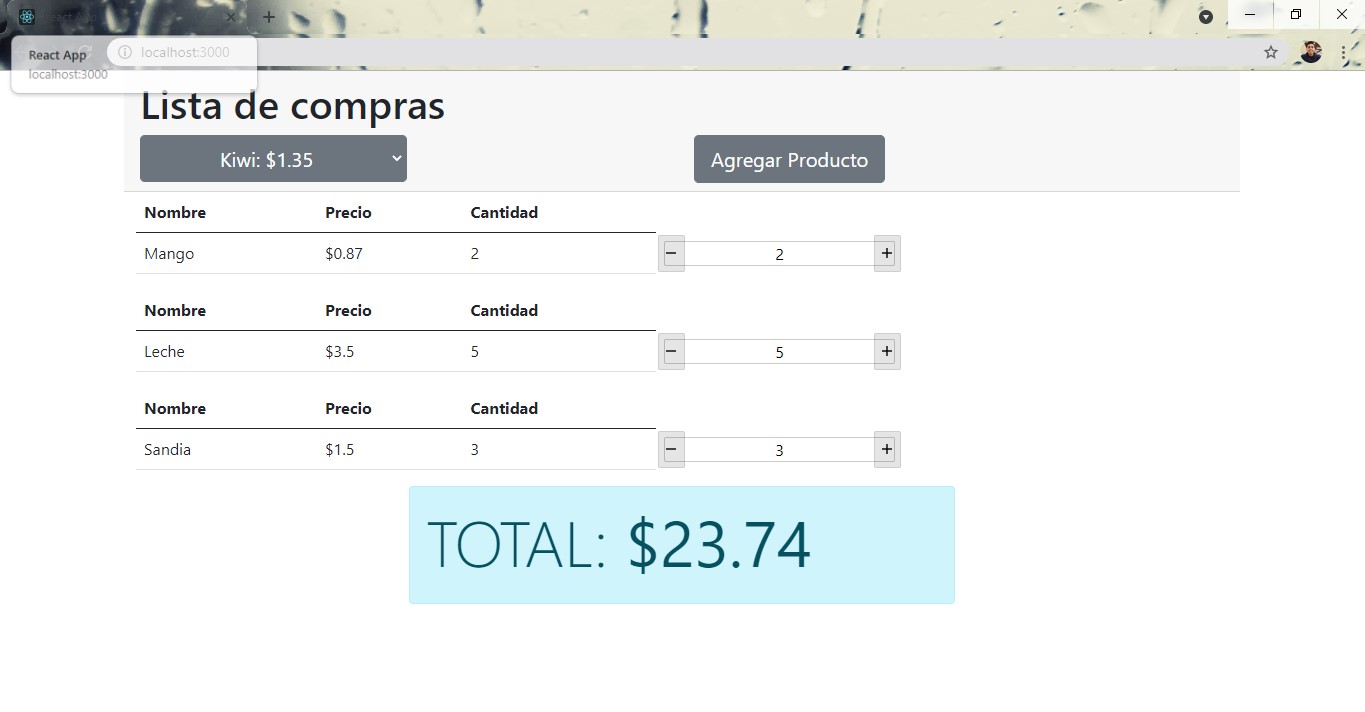 React App
localhost:3000
localhost:3000
Lista de compras
Kiwi: $1.35
Agregar Producto
Nombre Precio Cantidad
Mango $0.87 2 − 2 +
Nombre Precio Cantidad
Leche $3.5 5 − 5 +
Nombre Precio Cantidad
Sandia $1.5 3 − 3 +
TOTAL: $23.74